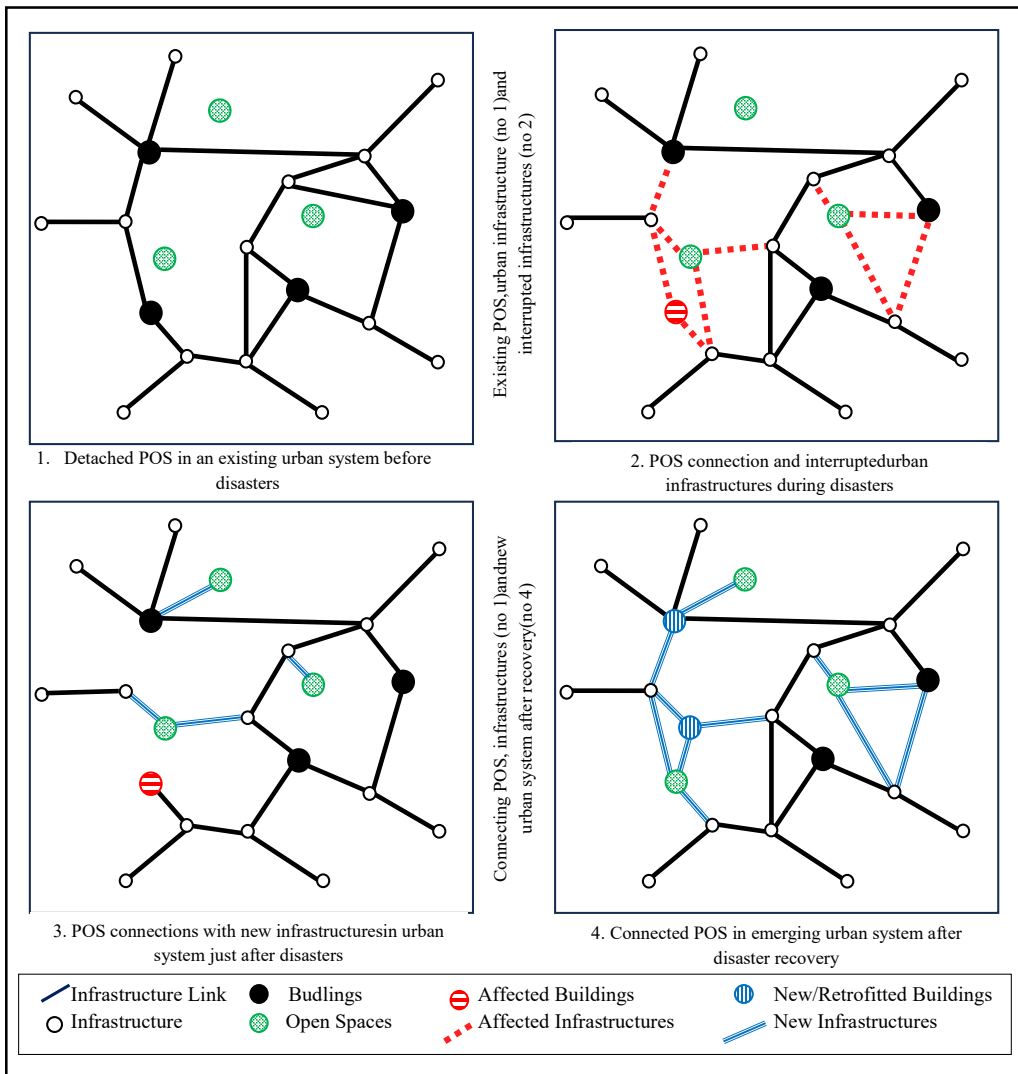 Existing POS,urban infrastructure (no 1)and
interrupted infrastructures (no 2)
1. Detached POS in an existing urban system before
disasters
2. POS connection and interruptedurban
infrastructures during disasters
Connecting POS, infrastructures (no 1)andnew
urban system after recovery(no 4)
3. POS connections with new infrastructuresin urban
system just after disasters
4. Connected POS in emerging urban system after
disaster recovery
Infrastructure Link
Budlings
Affected Buildings
New/Retrofitted Buildings
Infrastructure
Open Spaces
Affected Infrastructures
New Infrastructures